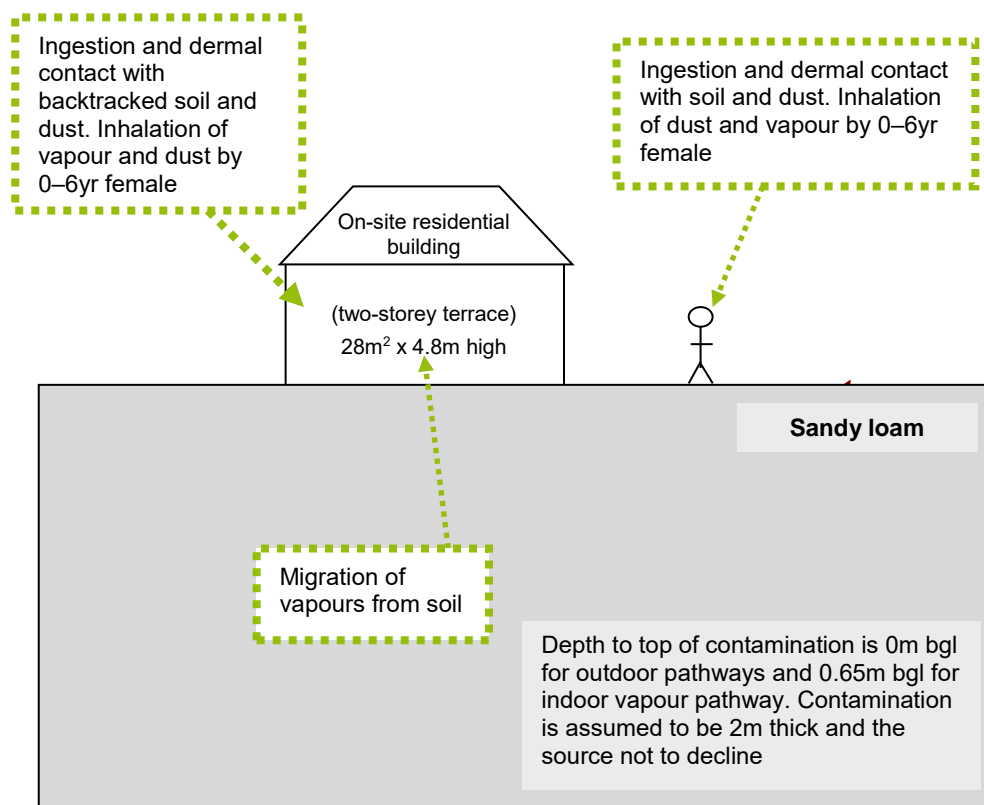 Ingestion and dermal
contact with
backtracked soil and
dust. Inhalation of
vapour and dust by
0–6yr female
Ingestion and dermal contact
with soil and dust. Inhalation
of dust and vapour by 0–6yr
female
On-site residential
building
(two-storey terrace)
28m² x 4.8m high
Sandy loam
Migration of
vapours from soil
Depth to top of contamination is 0m bgl
for outdoor pathways and 0.65m bgl for
indoor vapour pathway. Contamination
is assumed to be 2m thick and the
source not to decline